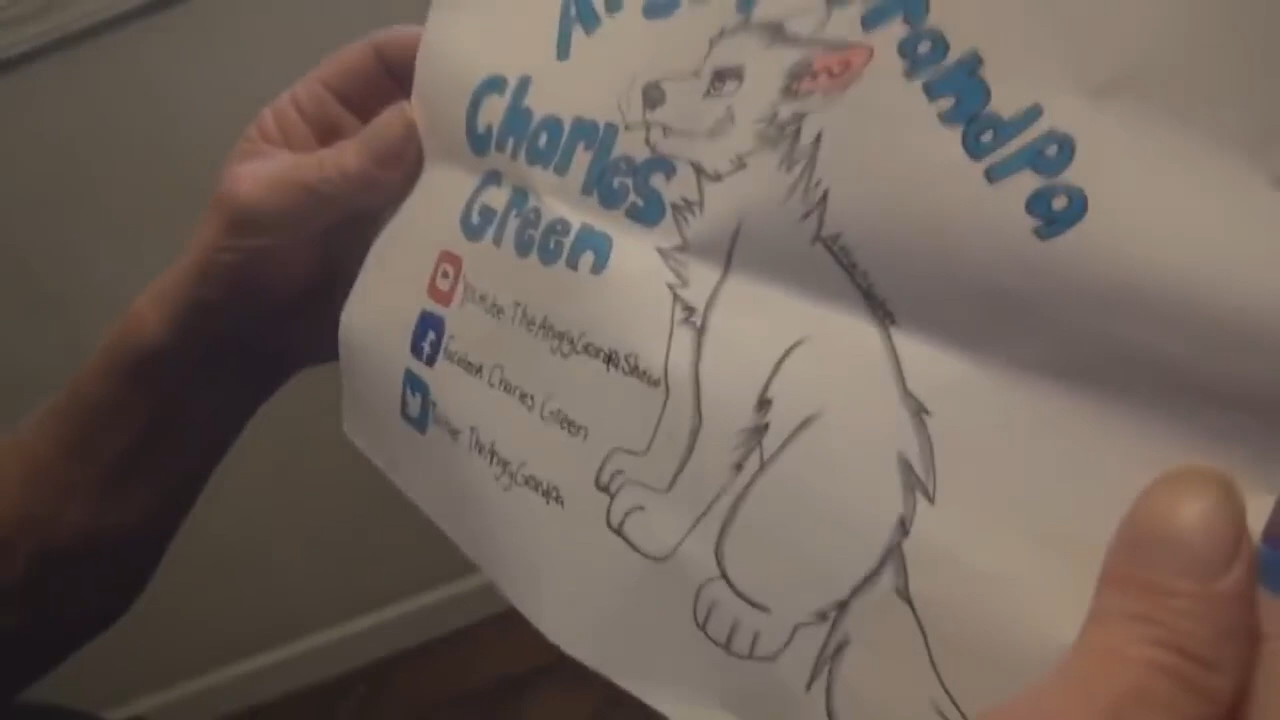 Grandpa
Charles
Green
Youtube TheAngryGrandpaShow
Facebook Charles Green
Twitter TheAngryGrandpa